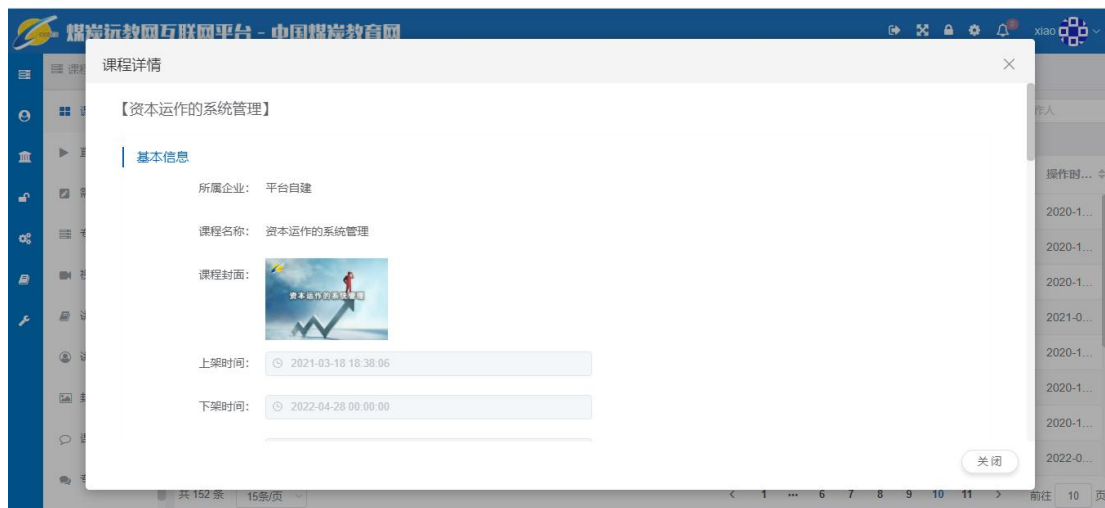 煤炭玩教网互联网平台 - 中国煤炭教育网
xiao
课程详情
【资本运作的系统管理】
基本信息
所属企业: 平台自建
课程名称: 资本运作的系统管理
课程封面:
资本运作的系统管理
上架时间: 2021-03-18 18:38:06
下架时间: 2022-04-28 00:00:00
关闭
作人
操作时...
2020-1...
2020-1...
2020-1...
2021-0...
2020-1...
2020-1...
2020-1...
2022-0...
共 152 条 15条/页 < 1 ... 6 7 8 9 10 11 > 前往 10 页